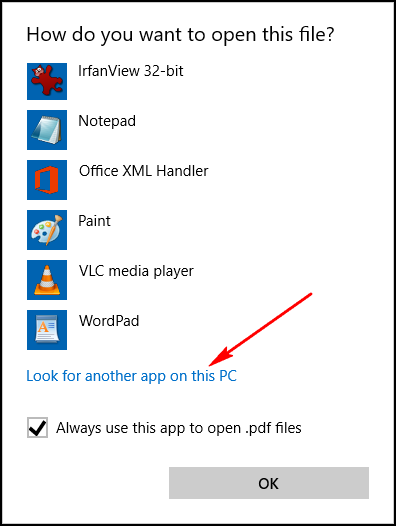 How do you want to open this file?
IrfanView 32-bit
Notepad
Office XML Handler
Paint
VLC media player
WordPad
Look for another app on this PC
Always use this app to open .pdf files
OK